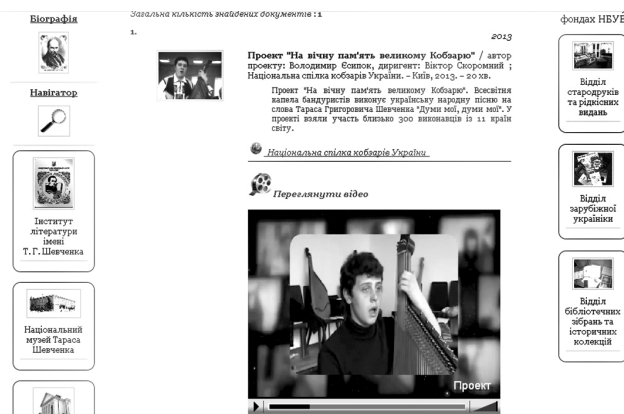 Біографія
Навігатор
Інститут
літератури
імені
Т. Г. Шевченка
Національний
музей Тараса
Шевченка
Загальна кількість знайдених документів : 1
1.
2013
Проект "На вічну пам'ять великому Кобзарю" / автор
проекту: Володимир Єсипок, диригент: Віктор Скоромний ;
Національна спілка кобзарів України. – Київ, 2013. – 20 хв.
Проект "На вічну пам'ять великому Кобзарю". Всесвітня
капела бандуристів виконує українську народну пісню на
слова Тараса Григоровича Шевченка "Думи мої, думи мої". У
проекті взяли участь близько 300 виконавців із 11 країн
світу.
Національна спілка кобзарів України
Переглянути відео
Проект
фондах НБУВ
Відділ
стародруків
та рідкісних
видань
Відділ
зарубіжної
україніки
Відділ
бібліотечних
зібрань та
історичних
колекцій